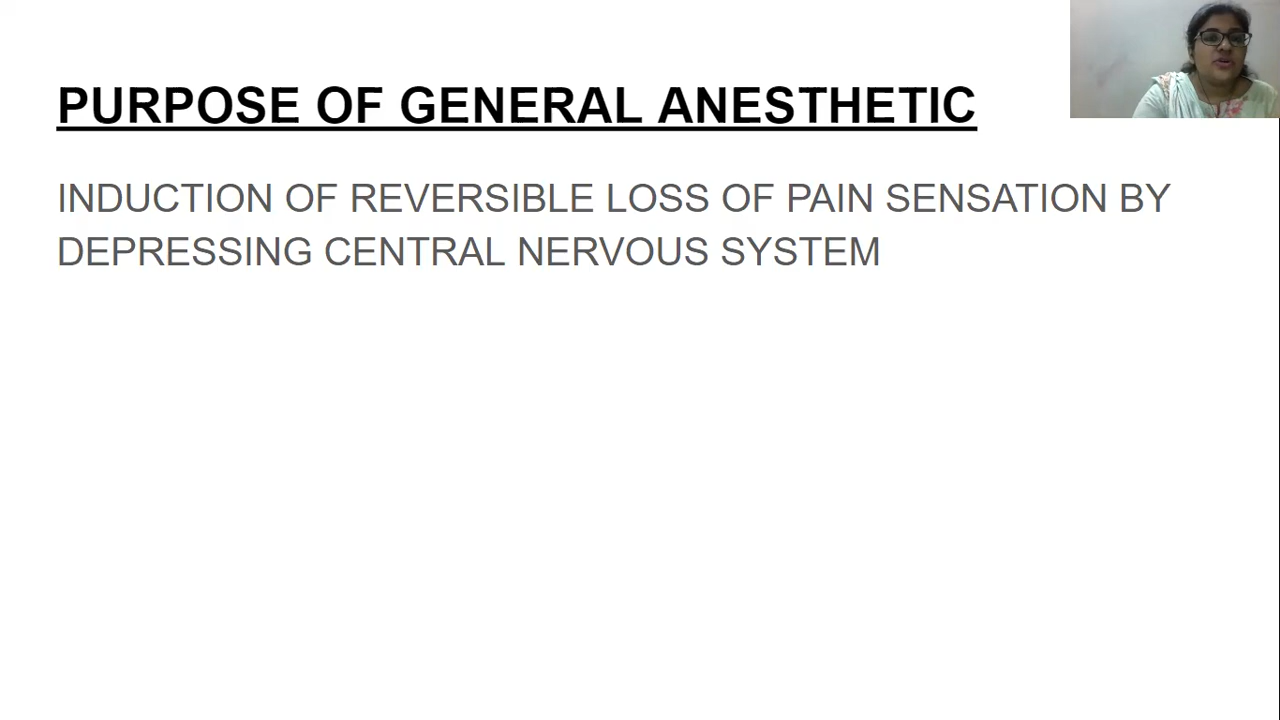 PURPOSE OF GENERAL ANESTHETIC
INDUCTION OF REVERSIBLE LOSS OF PAIN SENSATION BY
DEPRESSING CENTRAL NERVOUS SYSTEM